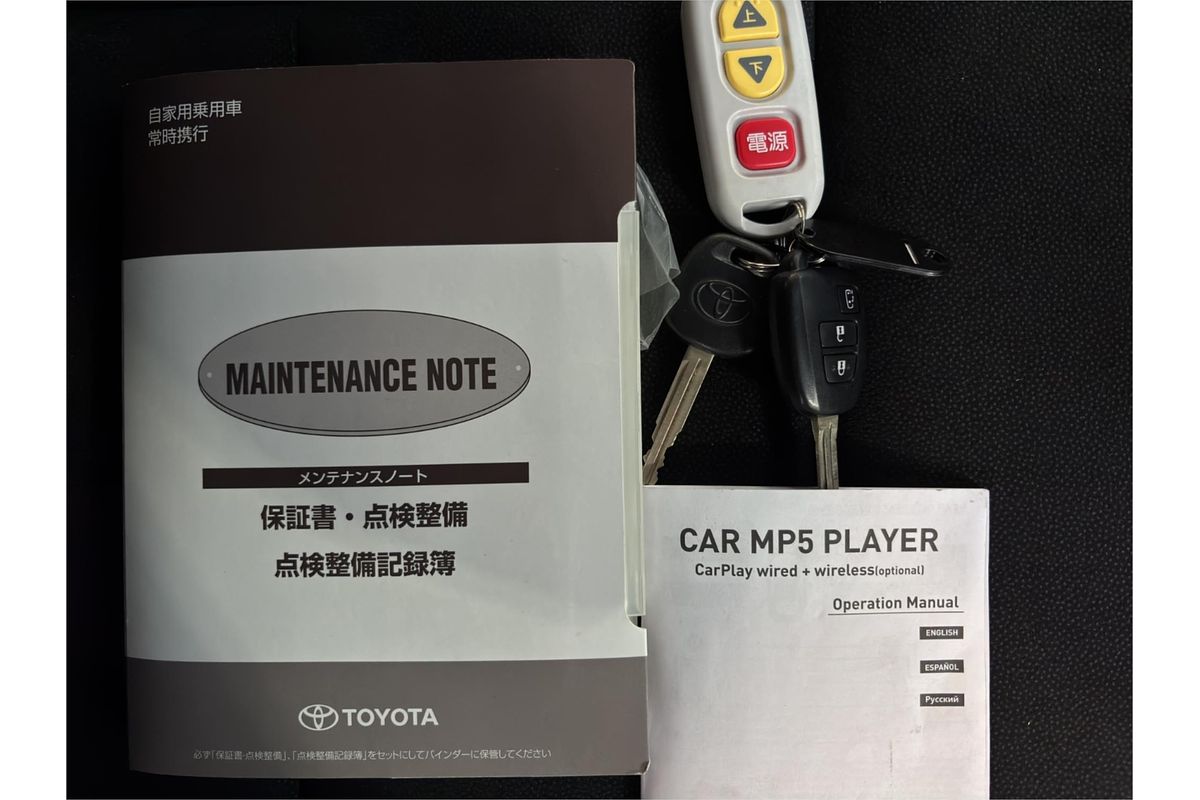 自家用乗用車
常時携行
MAINTENANCE NOTE
メンテナンスノート
保証書・点検整備
点検整備記録簿
TOYOTA
必ず「保証書・点検整備」、「点検整備記録簿」をセットにしてバインダーに保管してください
上
下
電源
CAR MP5 PLAYER
CarPlay wired + wireless(optional)
Operation Manual
ENGLISH
ESPAÑOL
Русский